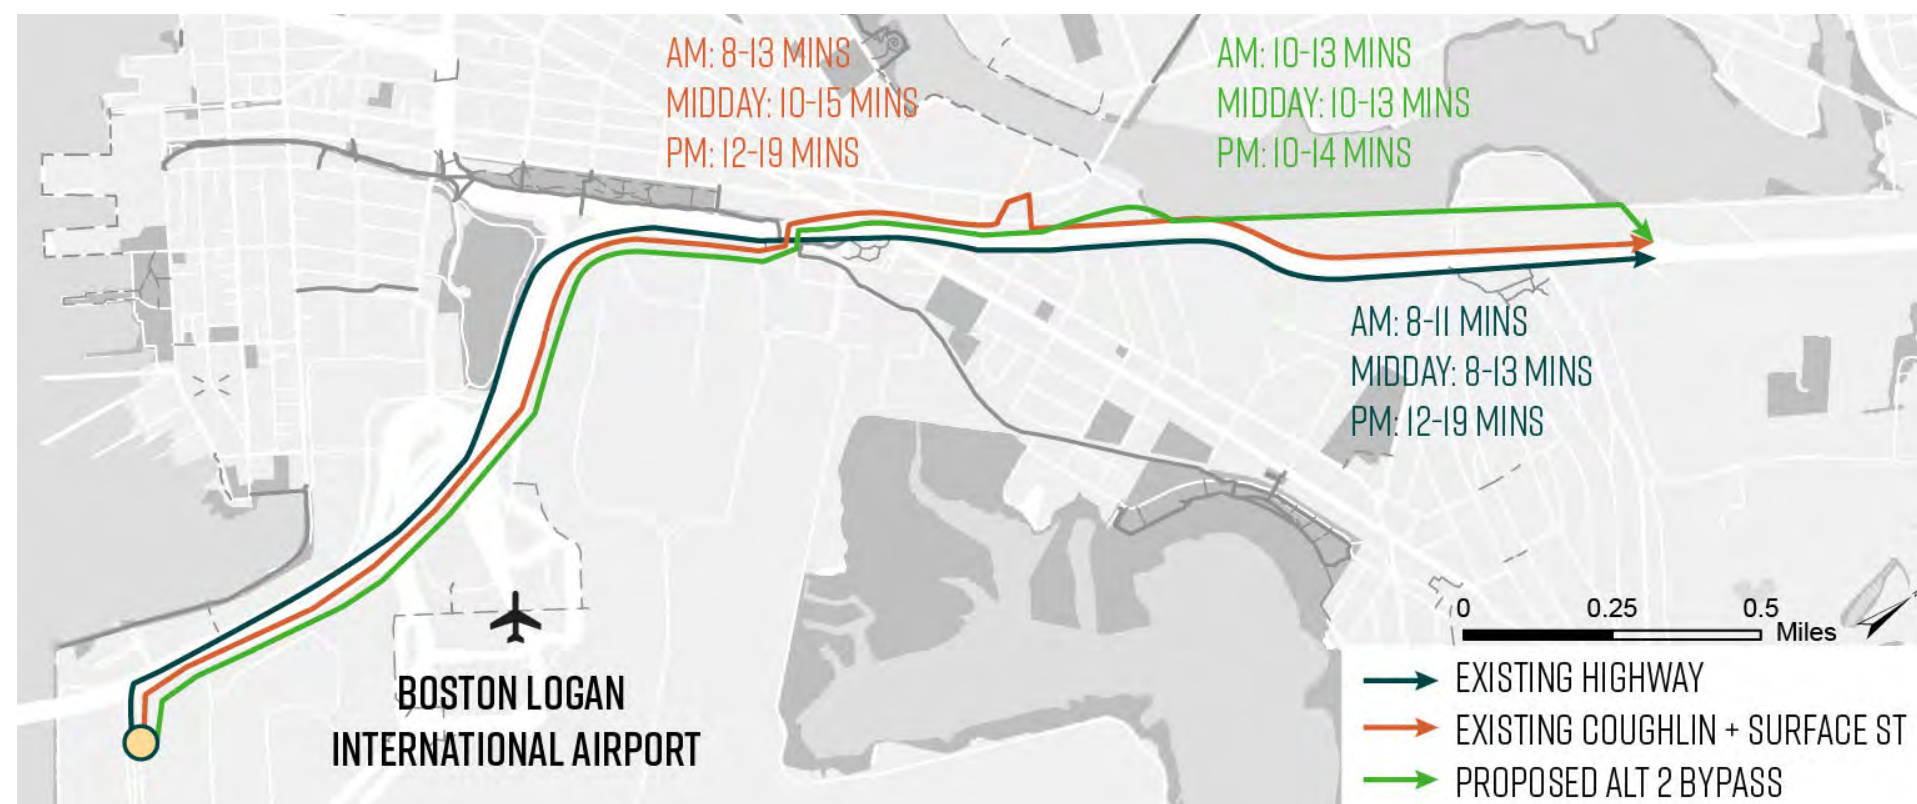 AM: 8-13 MINS
MIDDAY: 10-15 MINS
PM: 12-19 MINS
AM: 10-13 MINS
MIDDAY: 10-13 MINS
PM: 10-14 MINS
AM: 8-11 MINS
MIDDAY: 8-13 MINS
PM: 12-19 MINS
BOSTON LOGAN
INTERNATIONAL AIRPORT
0 0.25 0.5
Miles
EXISTING HIGHWAY
EXISTING COUGHLIN + SURFACE ST
PROPOSED ALT 2 BYPASS